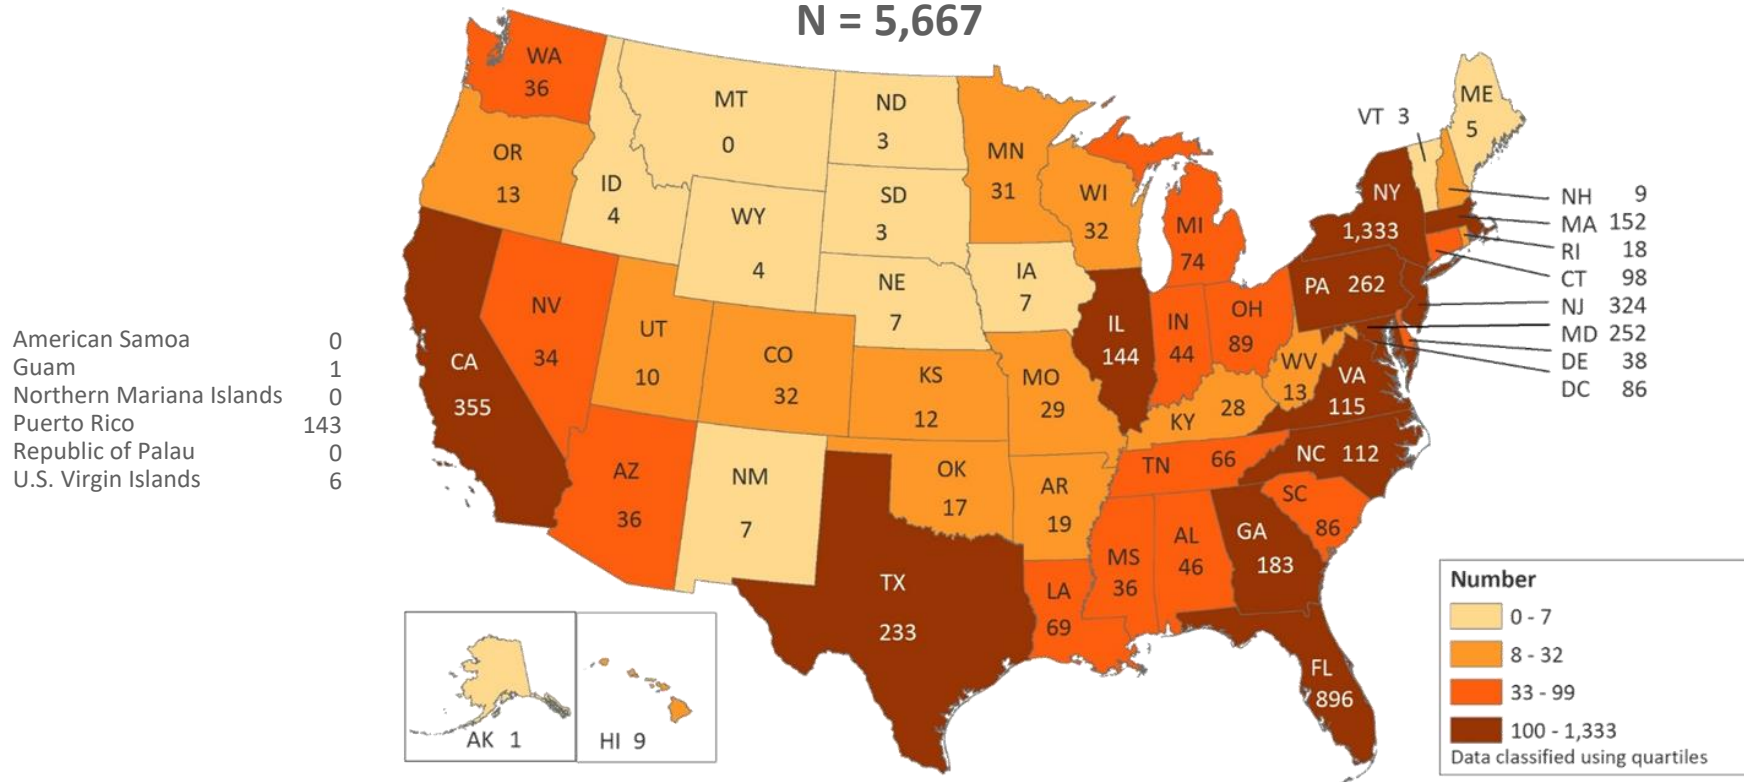 N = 5,667
WA
36
MT
0
ND
3
MN
31
VT 3
ME
5
OR
13
ID
4
WY
4
SD
3
WI
32
MI
74
NY
1,333
NH 9
MA 152
RI 18
CT 98
NJ 324
MD 252
DE 38
DC 86
NV
34
UT
10
CO
32
NE
7
IA
7
IL
144
IN
44
OH
89
PA 262
CA
355
KS
12
MO
29
KY 28
WV
13
VA
115
AZ
36
NM
7
OK
17
AR
19
TN 66
NC 112
SC
86
TX
233
LA
69
MS
36
AL
46
GA
183
FL
896
AK 1
HI 9
American Samoa 0
Guam 1
Northern Mariana Islands 0
Puerto Rico 143
Republic of Palau 0
U.S. Virgin Islands 6
Number
0 - 7
8 - 32
33 - 99
100 - 1,333
Data classified using quartiles